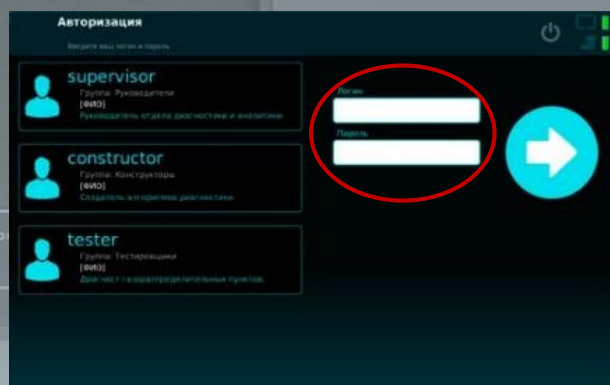 Авторизация
Введите ваш логин и пароль
supervisor
Группа: Руководители
[ФИО]
Руководитель отдела диагностики и аналитики
constructor
Группа: Конструкторы
[ФИО]
Создатель алгоритмов диагностики
tester
Группа: Тестировщики
[ФИО]
Диагност газораспределительных пунктов
Логин
Пароль